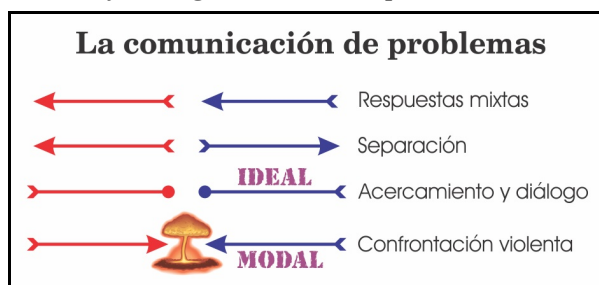 La comunicación de problemas
Respuestas mixtas
Separación
IDEAL
Acercamiento y diálogo
Confrontación violenta
MODAL